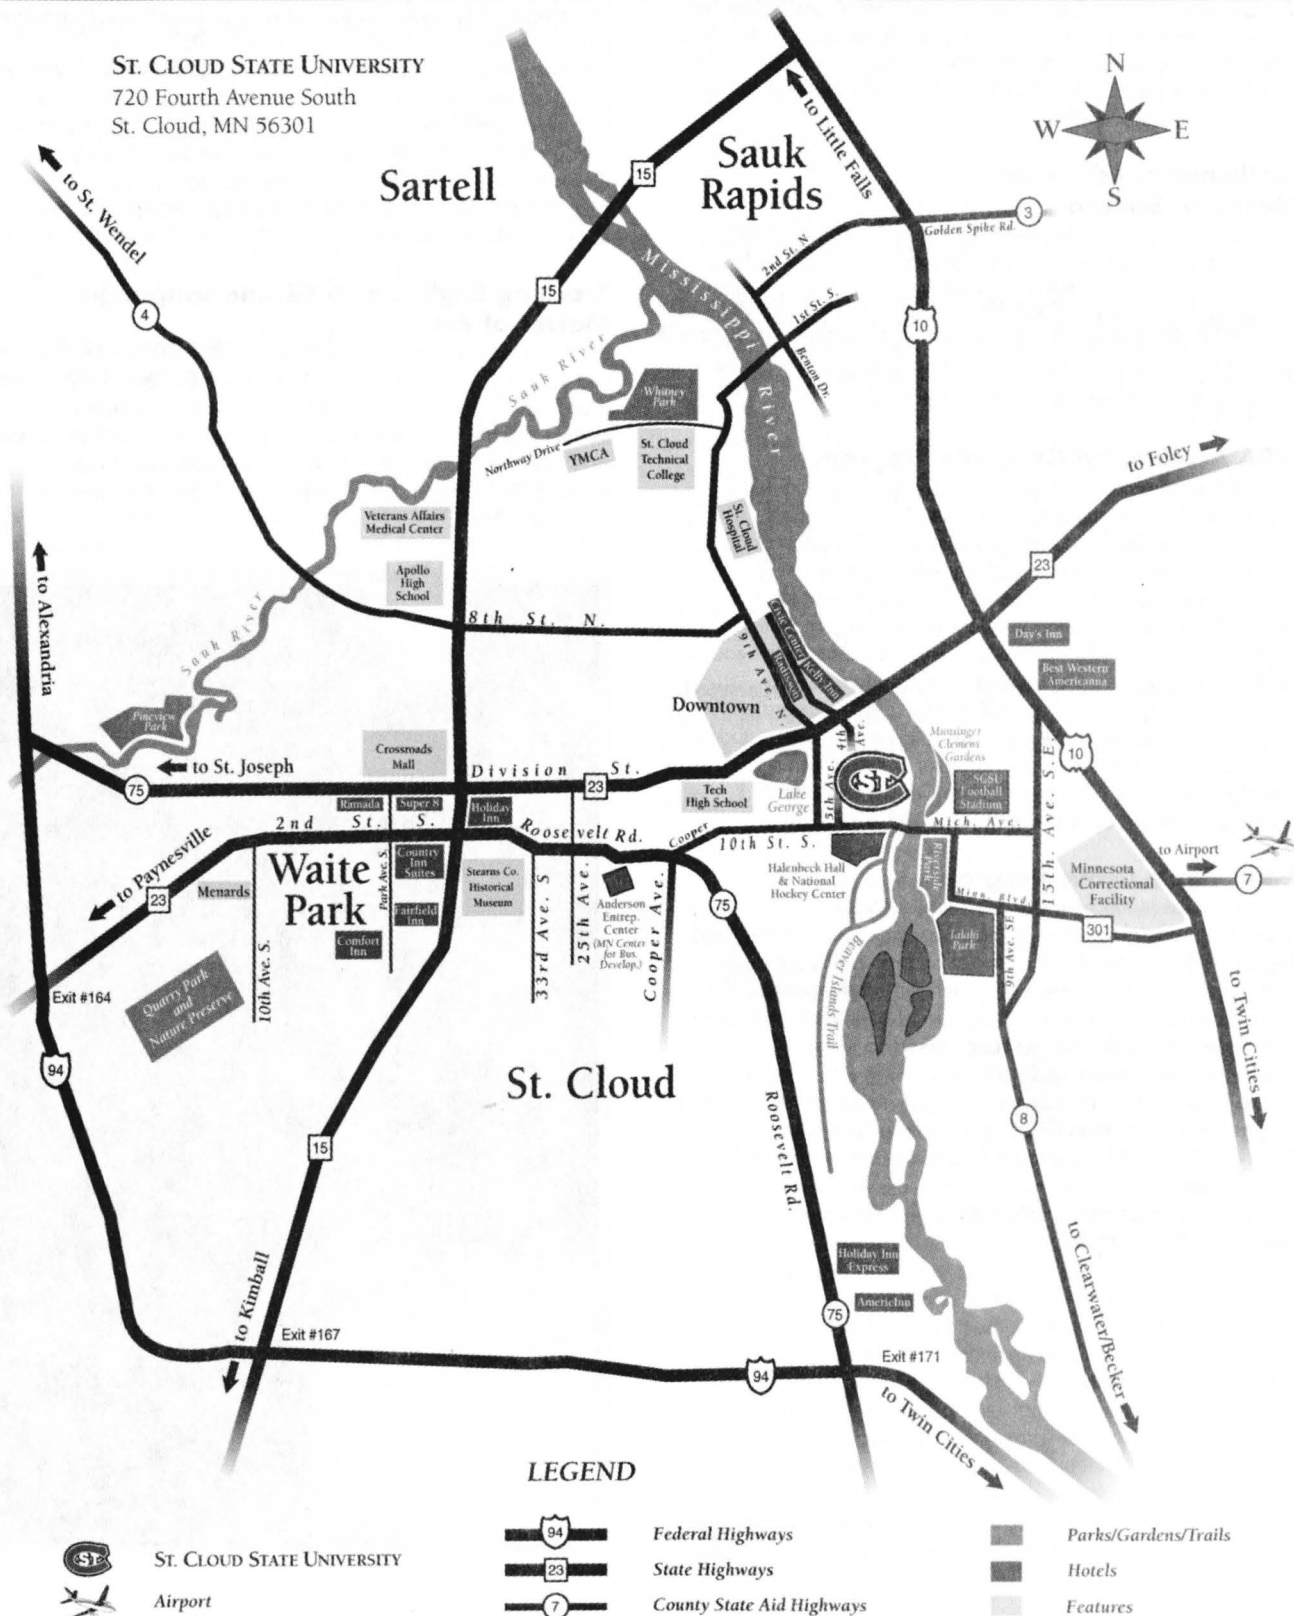 ST. CLOUD STATE UNIVERSITY
720 Fourth Avenue South
St. Cloud, MN 56301
N
W E
S
Sartell
Sauk
Rapids
to Little Falls
to St. Wendel
15
3
Golden Spike Rd.
2nd St. N
Mississippi
River
15
4
1st St. S.
10
Benton Dr.
Sauk River
Whitney
Park
Northway Drive
YMCA
St. Cloud
Technical
College
to Foley
Veterans Affairs
Medical Center
St. Cloud
Hospital
23
Apollo
High
School
to Alexandria
8th St. N.
Civic Center
Kelly Inn
Radisson
9th Ave. N.
Day's Inn
Best Western
Americanna
Sauk River
Pineview
Park
Downtown
Munsinger
Clemens
Gardens
10
Crossroads
Mall
to St. Joseph
Division St.
23
75
4th Ave.
5th Ave.
Lake
George
Tech
High School
SCSU
Football
Stadium
15th. Ave. S.E.
Ramada
Super 8
Holiday
Inn
2nd St. S.
Roosevelt Rd.
Cooper
10th St. S.
Mich. Ave.
to Paynesville
23
Waite
Park
Menards
Park Ave. S.
Country
Inn
Suites
Fairfield
Inn
Comfort
Inn
Stearns Co.
Historical
Museum
33rd Ave. S
25th Ave.
Anderson
Entrep.
Center
(MN Center
for Bus.
Develop.)
Cooper Ave.
75
Halenbeck Hall
& National
Hockey Center
Riverside
Park
Minn. Blvd.
Talahi
Park
9th Ave. SE
301
Minnesota
Correctional
Facility
to Airport
7
Beaver Islands Trail
to Twin Cities
10th Ave. S.
Quarry Park
and
Nature Preserve
Exit #164
94
St. Cloud
15
Roosevelt Rd.
8
to Clearwater/Becker
Holiday Inn
Express
AmericInn
75
to Kimball
Exit #167
94
Exit #171
to Twin Cities
LEGEND
ST. CLOUD STATE UNIVERSITY
Airport
94 Federal Highways
23 State Highways
7 County State Aid Highways
Parks/Gardens/Trails
Hotels
Features